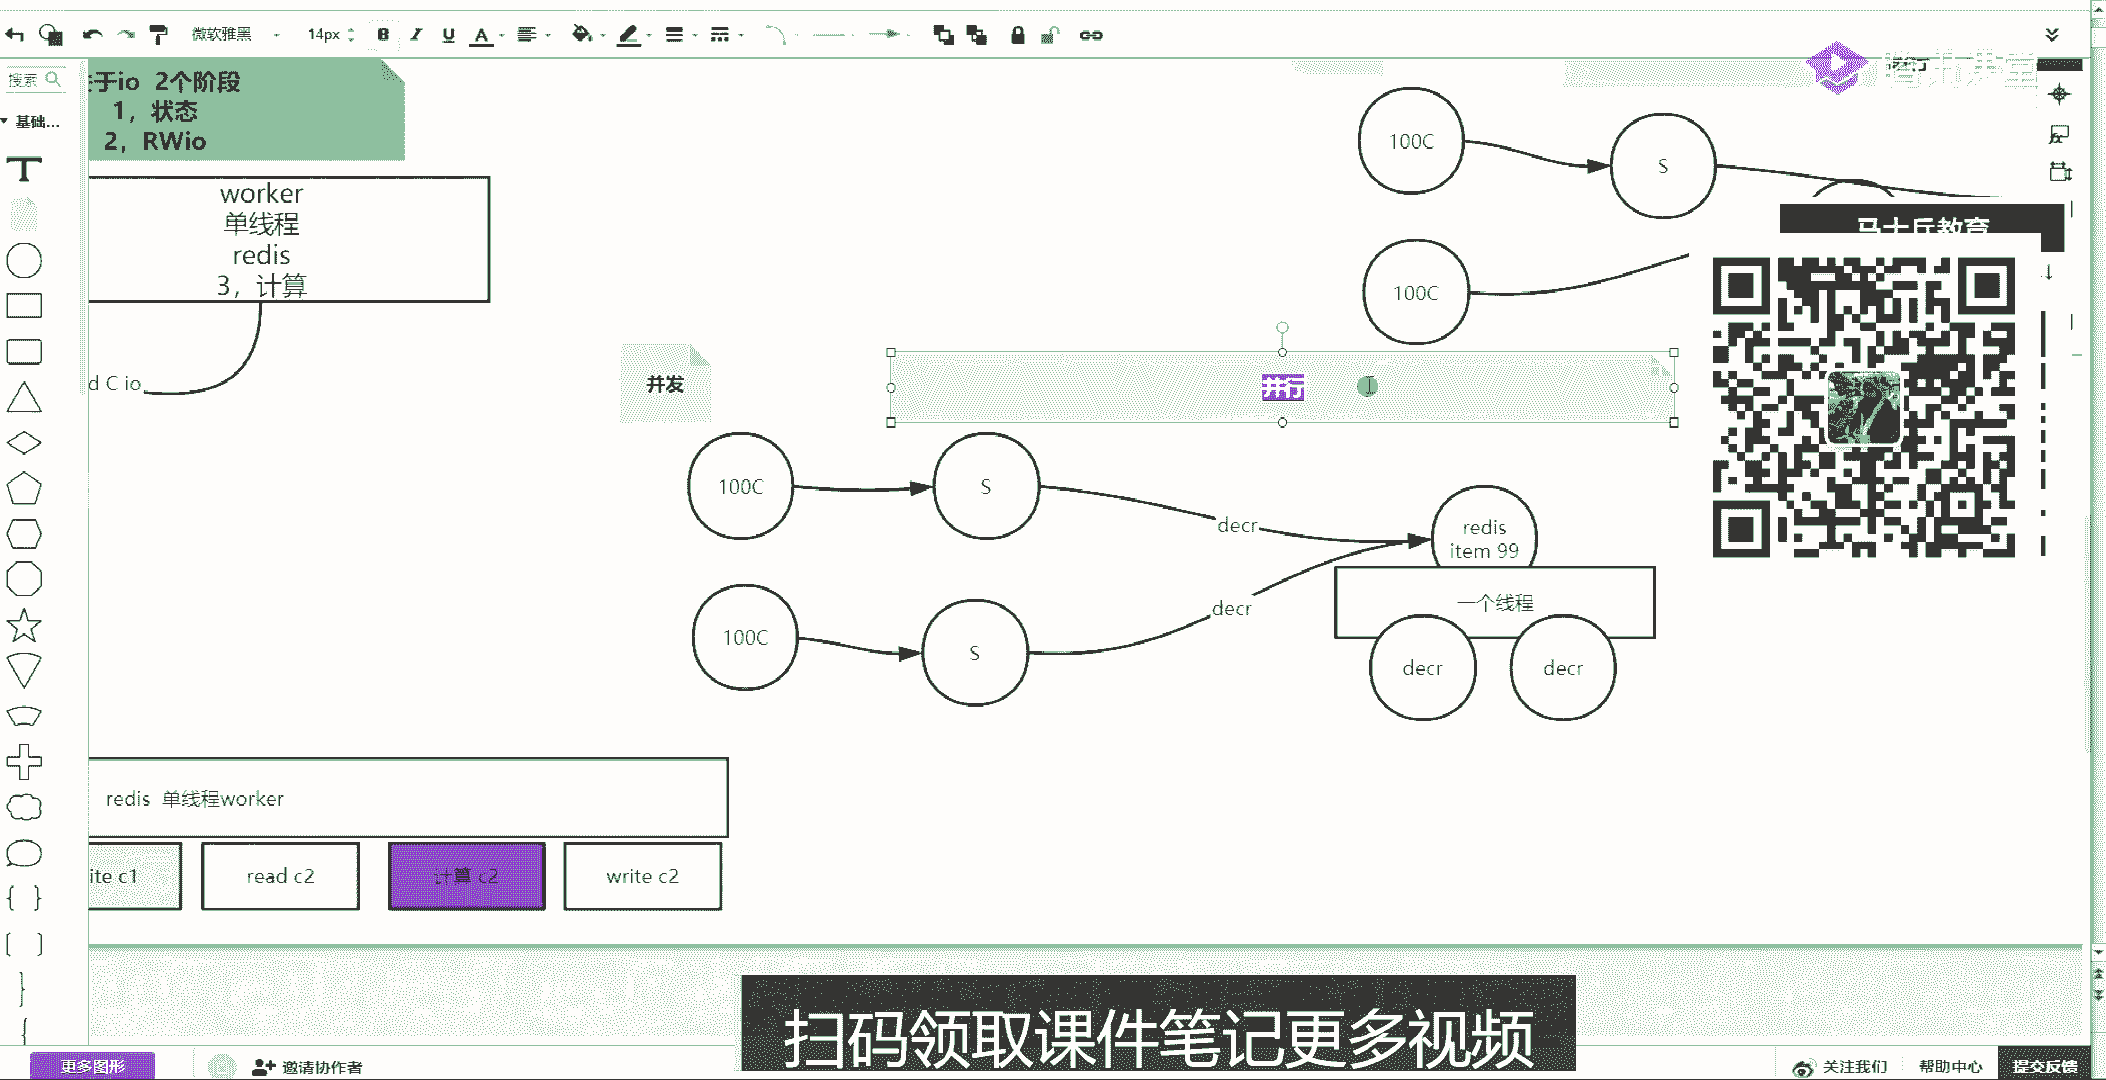 微软雅黑
14px
搜索
基础...
于io 2个阶段
1，状态
2，RWio
worker
单线程
redis
3，计算
d C io
并发
并行
100C
S
100C
马士兵教育
100C
S
decr
redis
item 99
一个线程
100C
S
decr
decr
decr
redis 单线程worker
ite c1
read c2
计算 c2
write c2
扫码领取课件笔记更多视频
更多图形
邀请协作者
关注我们
帮助中心
提交反馈